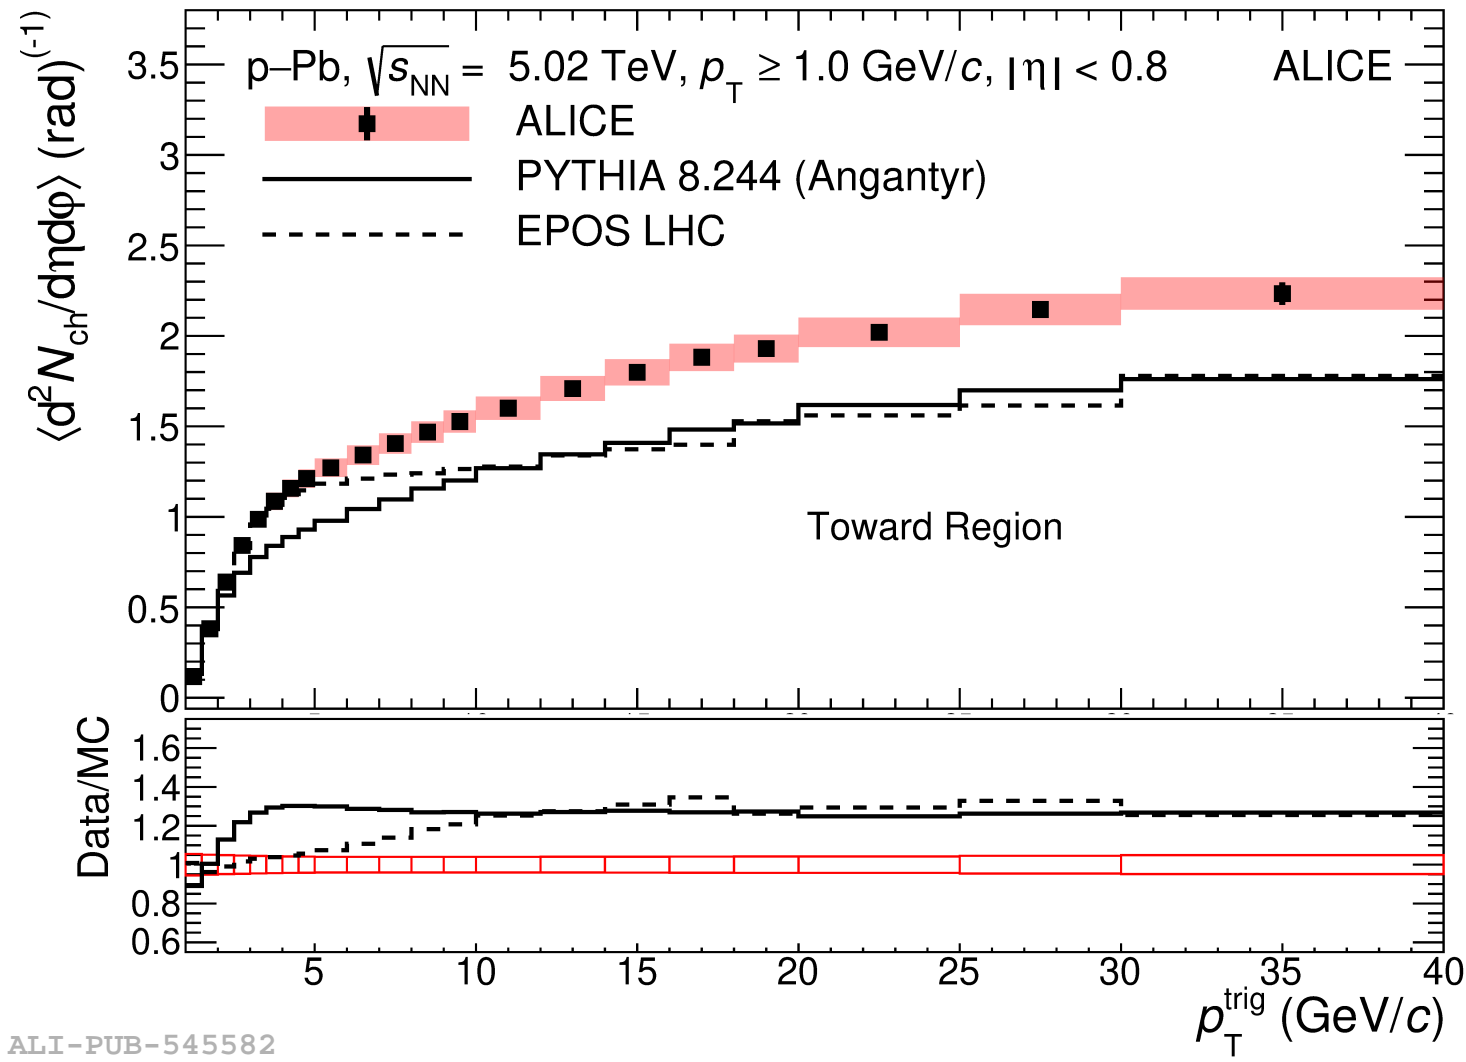 p–Pb, √sNN = 5.02 TeV, pT ≥ 1.0 GeV/c, |η| < 0.8 ALICE
ALICE
PYTHIA 8.244 (Angantyr)
EPOS LHC
⟨d²Nch/dηdφ⟩ (rad)^(-1)
3.5
3
2.5
2
1.5
1
0.5
0
Toward Region
Data/MC
1.6
1.4
1.2
1
0.8
0.6
5 10 15 20 25 30 35 40
pT^trig (GeV/c)
ALI-PUB-545582